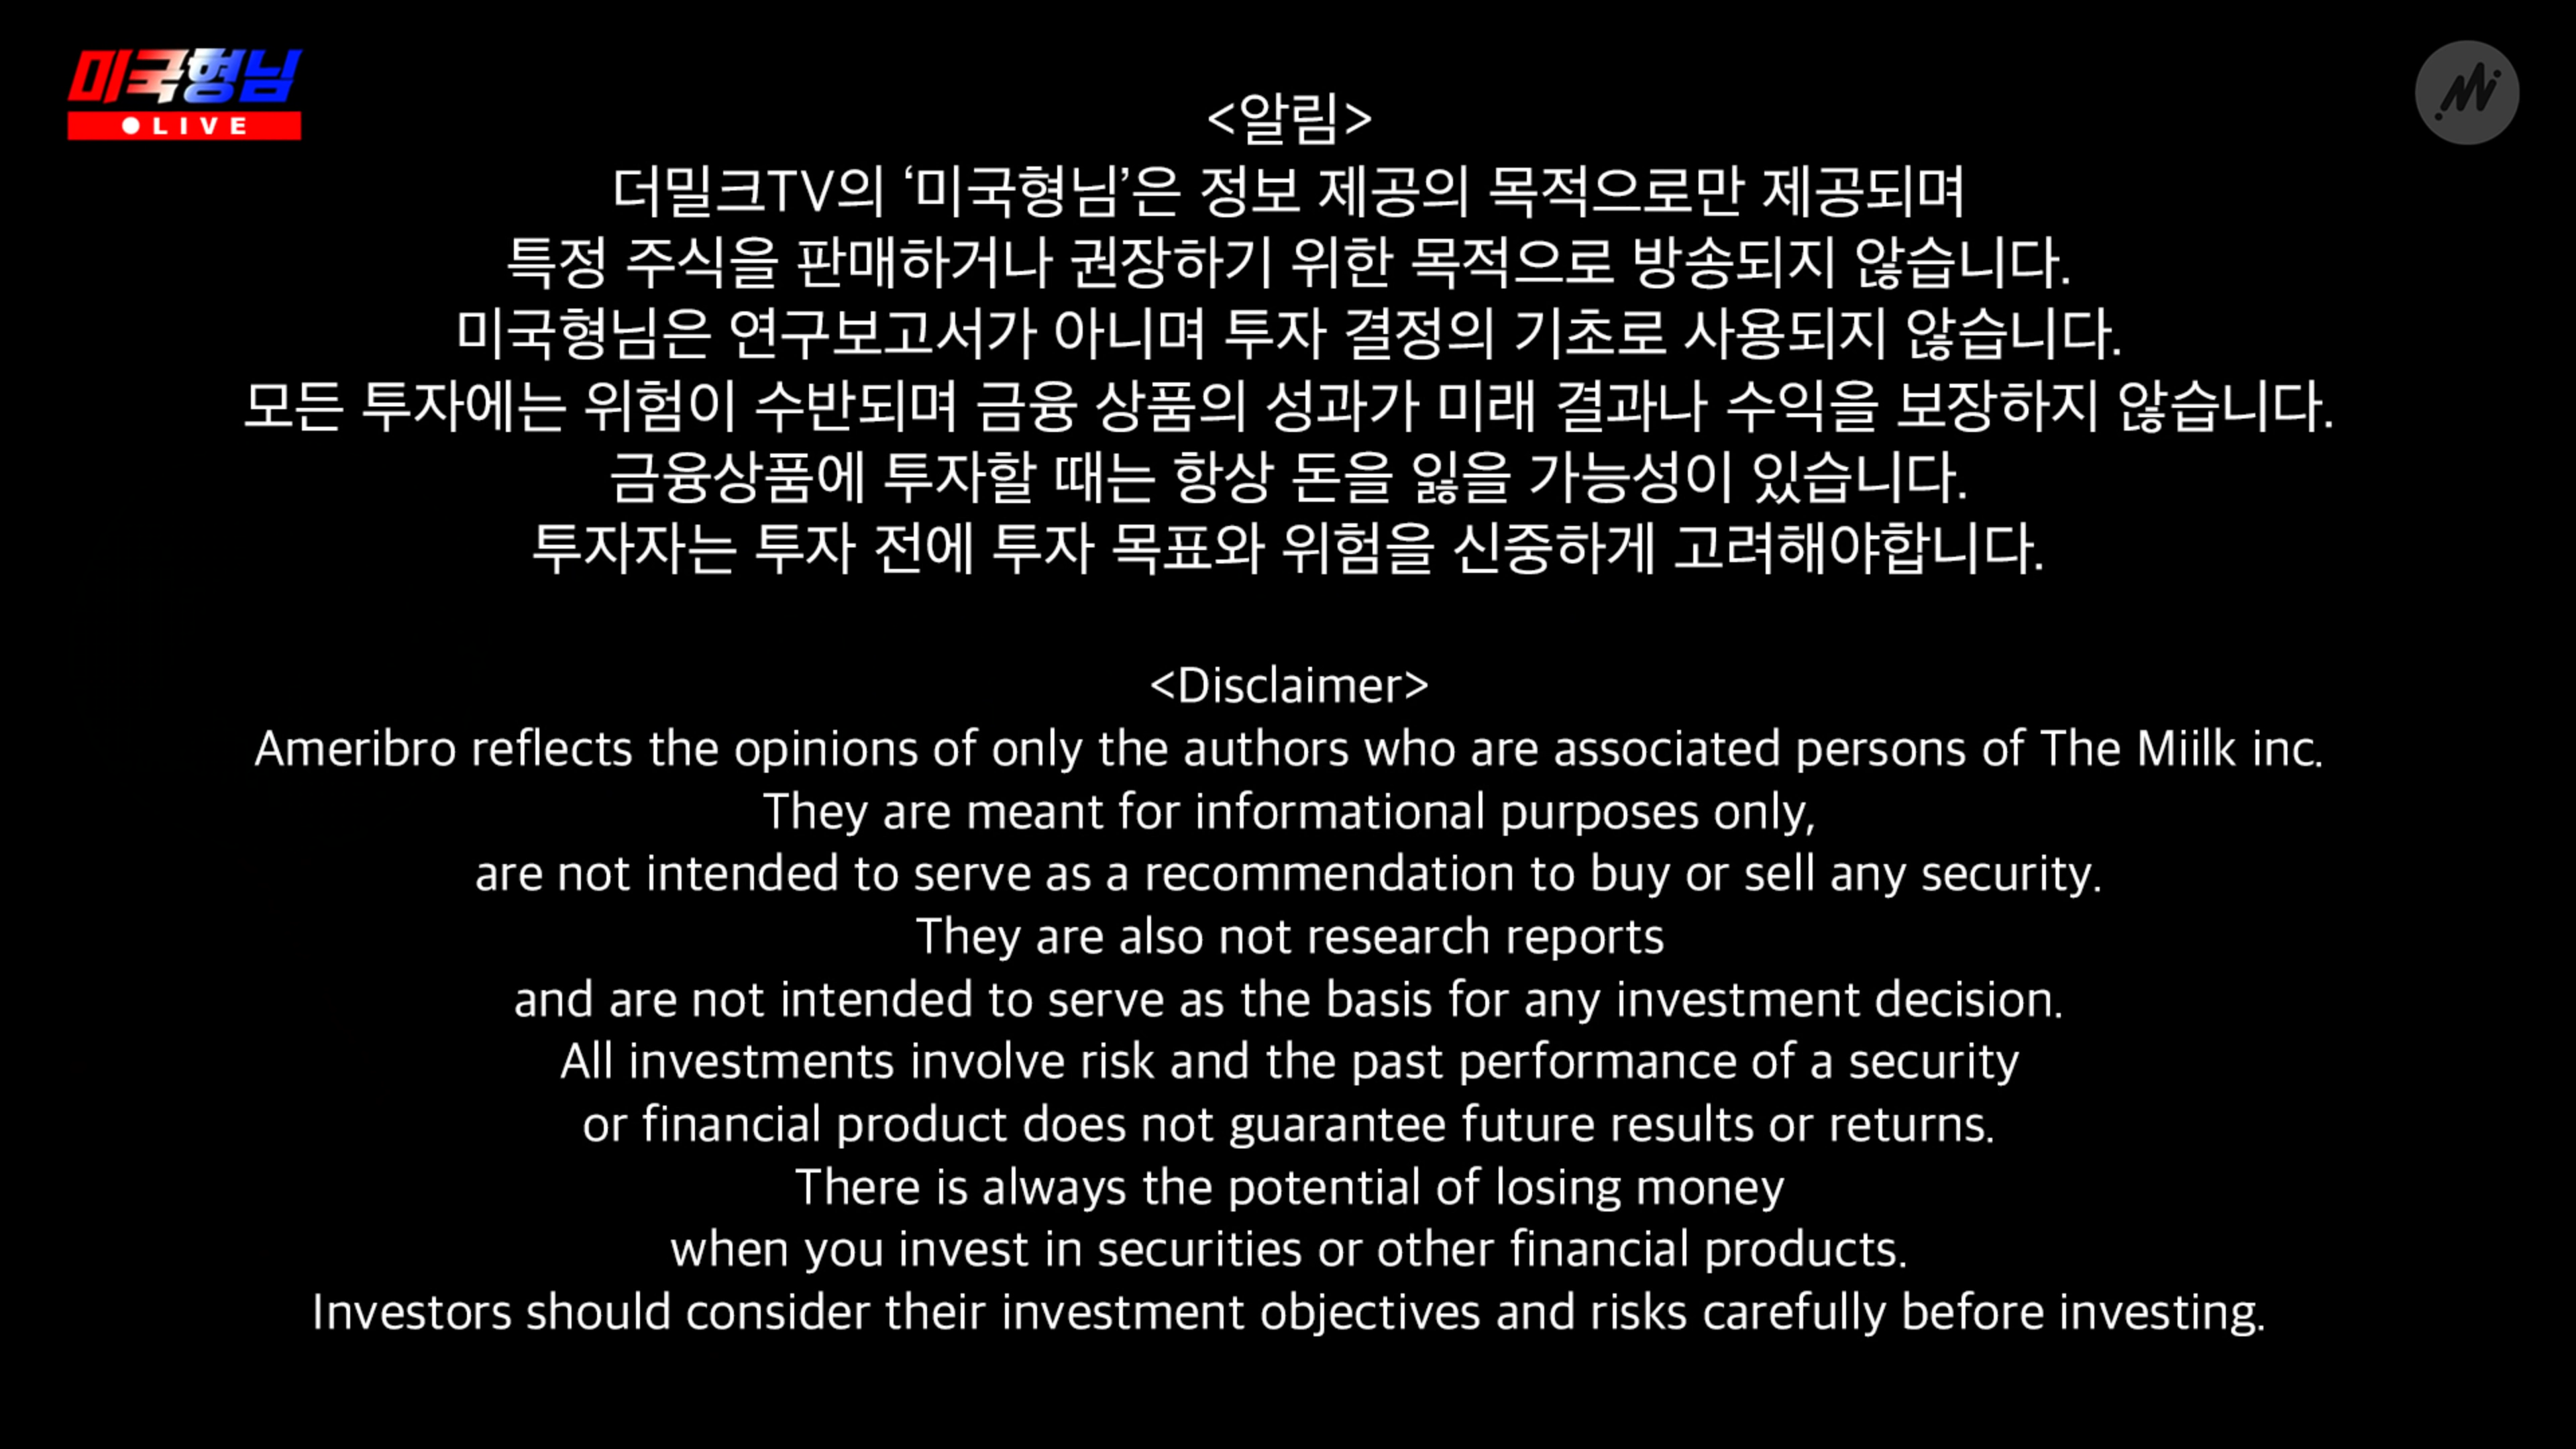 미국형님
LIVE
<알림>
더밀크TV의 ‘미국형님’은 정보 제공의 목적으로만 제공되며
특정 주식을 판매하거나 권장하기 위한 목적으로 방송되지 않습니다.
미국형님은 연구보고서가 아니며 투자 결정의 기초로 사용되지 않습니다.
모든 투자에는 위험이 수반되며 금융 상품의 성과가 미래 결과나 수익을 보장하지 않습니다.
금융상품에 투자할 때는 항상 돈을 잃을 가능성이 있습니다.
투자자는 투자 전에 투자 목표와 위험을 신중하게 고려해야합니다.
<Disclaimer>
Ameribro reflects the opinions of only the authors who are associated persons of The Miilk inc.
They are meant for informational purposes only,
are not intended to serve as a recommendation to buy or sell any security.
They are also not research reports
and are not intended to serve as the basis for any investment decision.
All investments involve risk and the past performance of a security
or financial product does not guarantee future results or returns.
There is always the potential of losing money
when you invest in securities or other financial products.
Investors should consider their investment objectives and risks carefully before investing.